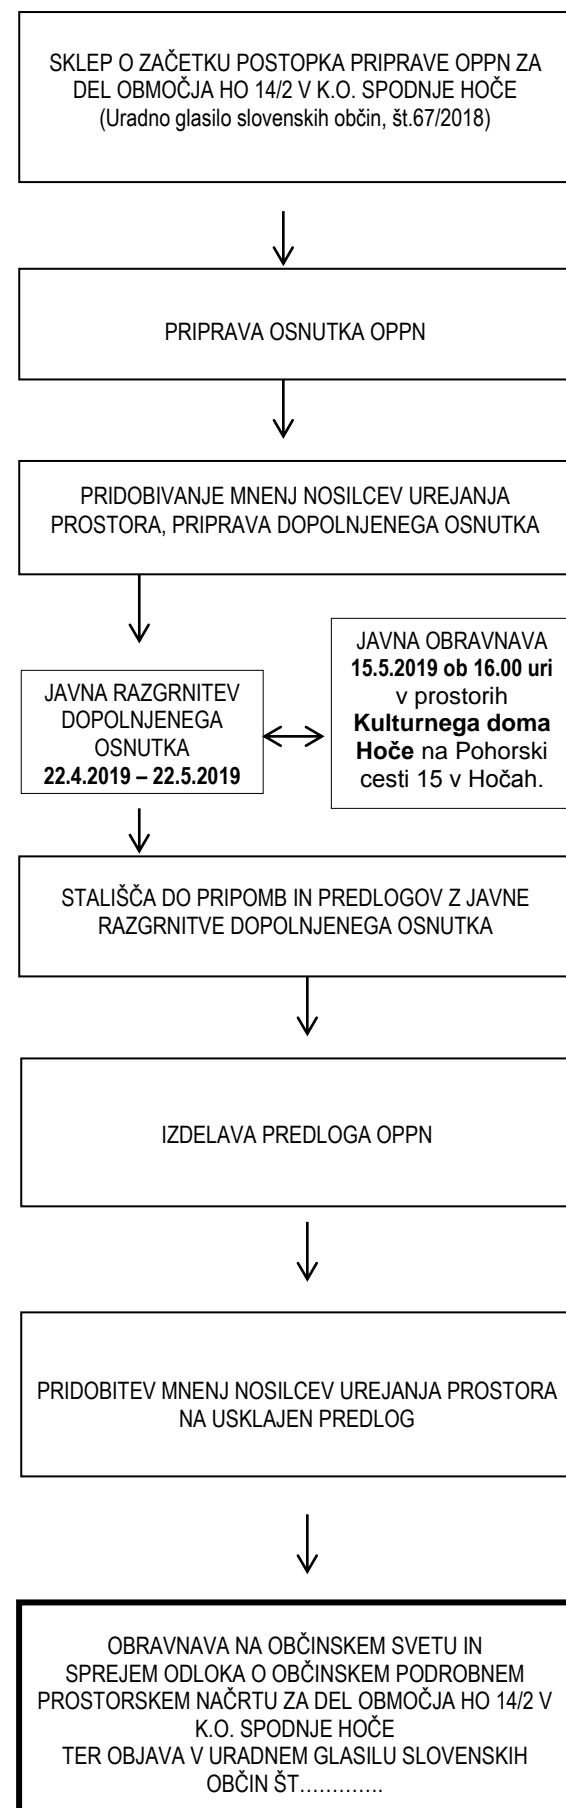 SKLEP O ZAČETKU POSTOPKA PRIPRAVE OPPN ZA
DEL OBMOČJA HO 14/2 V K.O. SPODNJE HOČE
(Uradno glasilo slovenskih občin, št.67/2018)
PRIPRAVA OSNUTKA OPPN
PRIDOBIVANJE MNENJ NOSILCEV UREJANJA
PROSTORA, PRIPRAVA DOPOLNJENEGA OSNUTKA
JAVNA RAZGRNITEV
DOPOLNJENEGA
OSNUTKA
22.4.2019 – 22.5.2019
JAVNA OBRAVNAVA
15.5.2019 ob 16.00 uri
v prostorih
Kulturnega doma
Hoče na Pohorski
cesti 15 v Hočah.
STALIŠČA DO PRIPOMB IN PREDLOGOV Z JAVNE
RAZGRNITVE DOPOLNJENEGA OSNUTKA
IZDELAVA PREDLOGA OPPN
PRIDOBITEV MNENJ NOSILCEV UREJANJA PROSTORA
NA USKLAJEN PREDLOG
OBRAVNAVA NA OBČINSKEM SVETU IN
SPREJEM ODLOKA O OBČINSKEM PODROBNEM
PROSTORSKEM NAČRTU ZA DEL OBMOČJA HO 14/2 V
K.O. SPODNJE HOČE
TER OBJAVA V URADNEM GLASILU SLOVENSKIH
OBČIN ŠT………….